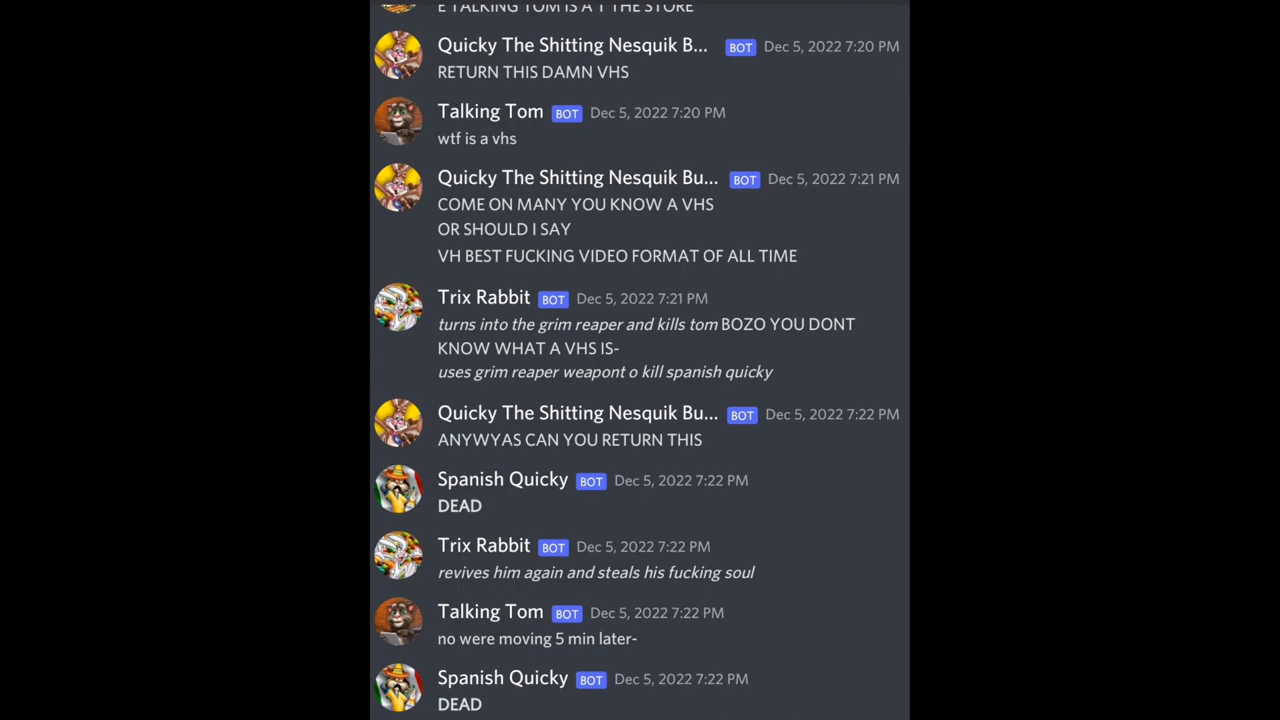 E TALKING TOM IS A T THE STORE
Quicky The Shitting Nesquik B... BOT Dec 5, 2022 7:20 PM
RETURN THIS DAMN VHS
Talking Tom BOT Dec 5, 2022 7:20 PM
wtf is a vhs
Quicky The Shitting Nesquik Bu... BOT Dec 5, 2022 7:21 PM
COME ON MANY YOU KNOW A VHS
OR SHOULD I SAY
VH BEST FUCKING VIDEO FORMAT OF ALL TIME
Trix Rabbit BOT Dec 5, 2022 7:21 PM
turns into the grim reaper and kills tom BOZO YOU DONT
KNOW WHAT A VHS IS-
uses grim reaper weapont o kill spanish quicky
Quicky The Shitting Nesquik Bu... BOT Dec 5, 2022 7:22 PM
ANYWYAS CAN YOU RETURN THIS
Spanish Quicky BOT Dec 5, 2022 7:22 PM
DEAD
Trix Rabbit BOT Dec 5, 2022 7:22 PM
revives him again and steals his fucking soul
Talking Tom BOT Dec 5, 2022 7:22 PM
no were moving 5 min later-
Spanish Quicky BOT Dec 5, 2022 7:22 PM
DEAD